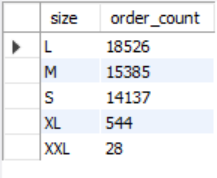 size order_count
L 18526
M 15385
S 14137
XL 544
XXL 28